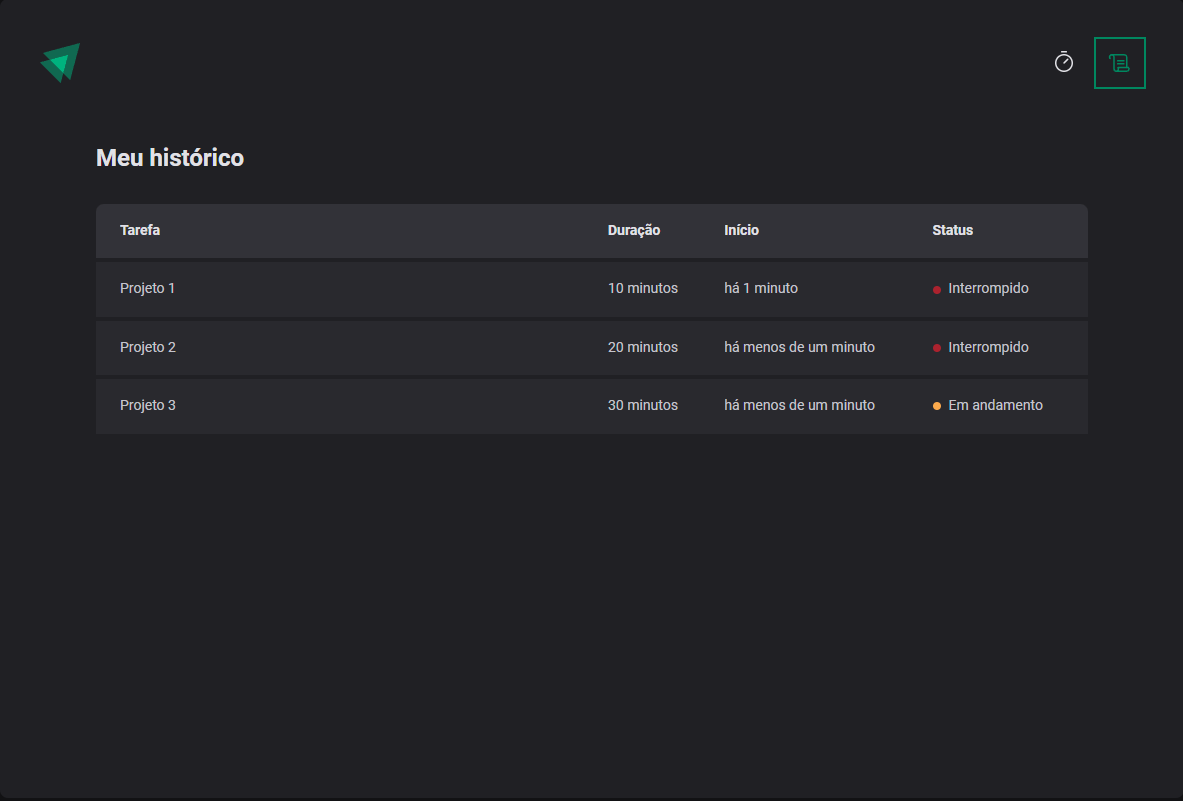 Meu histórico
Tarefa Duração Início Status
Projeto 1 10 minutos há 1 minuto Interrompido
Projeto 2 20 minutos há menos de um minuto Interrompido
Projeto 3 30 minutos há menos de um minuto Em andamento